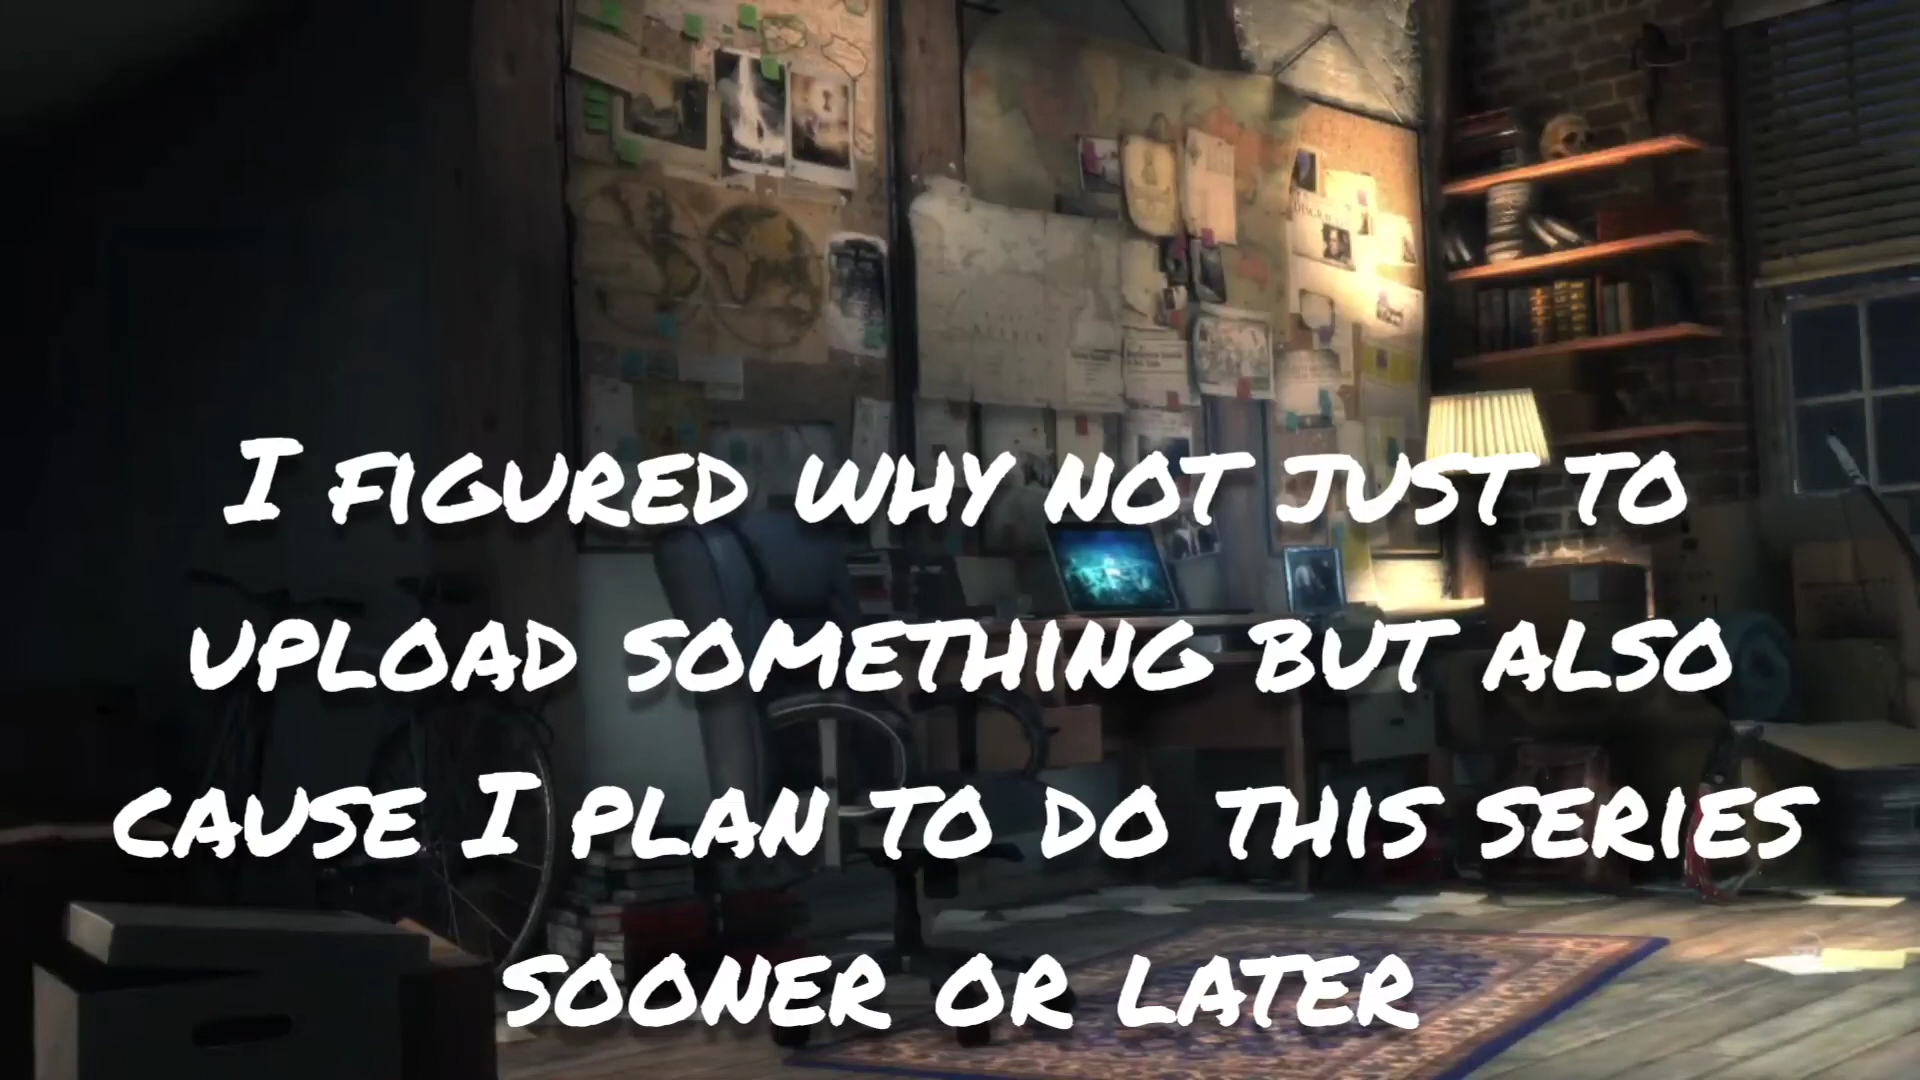 I figured why not just to
upload something but also
cause I plan to do this series
sooner or later